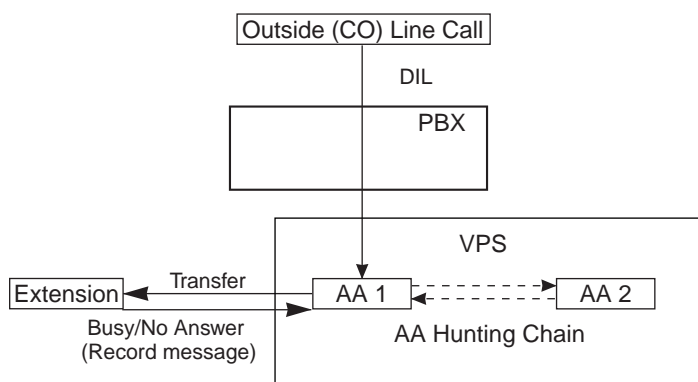 Outside (CO) Line Call
DIL
PBX
VPS
Transfer
Extension
AA 1
AA 2
Busy/No Answer
(Record message)
AA Hunting Chain